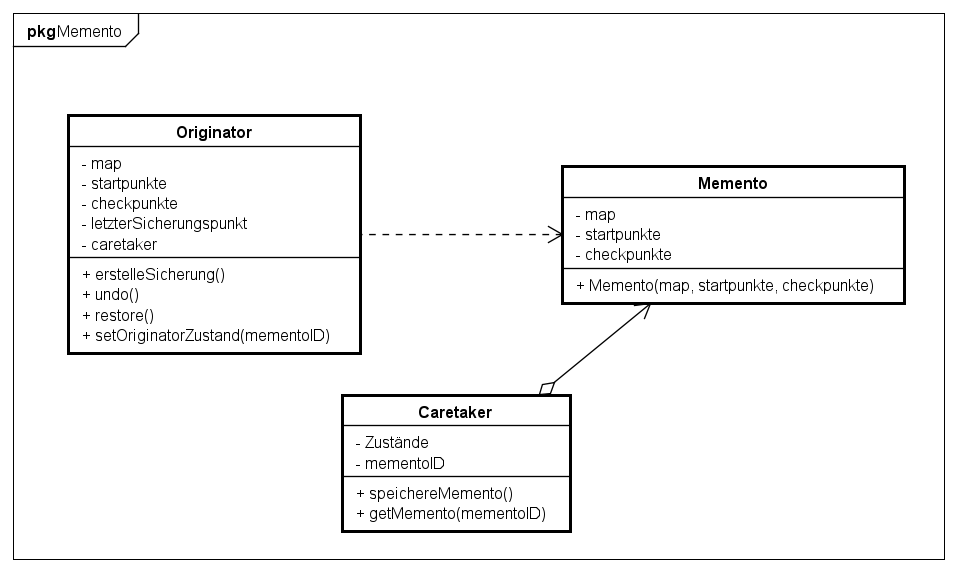 pkgMemento
Originator
- map
- startpunkte
- checkpunkte
- letzterSicherungspunkt
- caretaker
+ erstelleSicherung()
+ undo()
+ restore()
+ setOriginatorZustand(mementoID)
Memento
- map
- startpunkte
- checkpunkte
+ Memento(map, startpunkte, checkpunkte)
Caretaker
- Zustände
- mementoID
+ speichereMemento()
+ getMemento(mementoID)